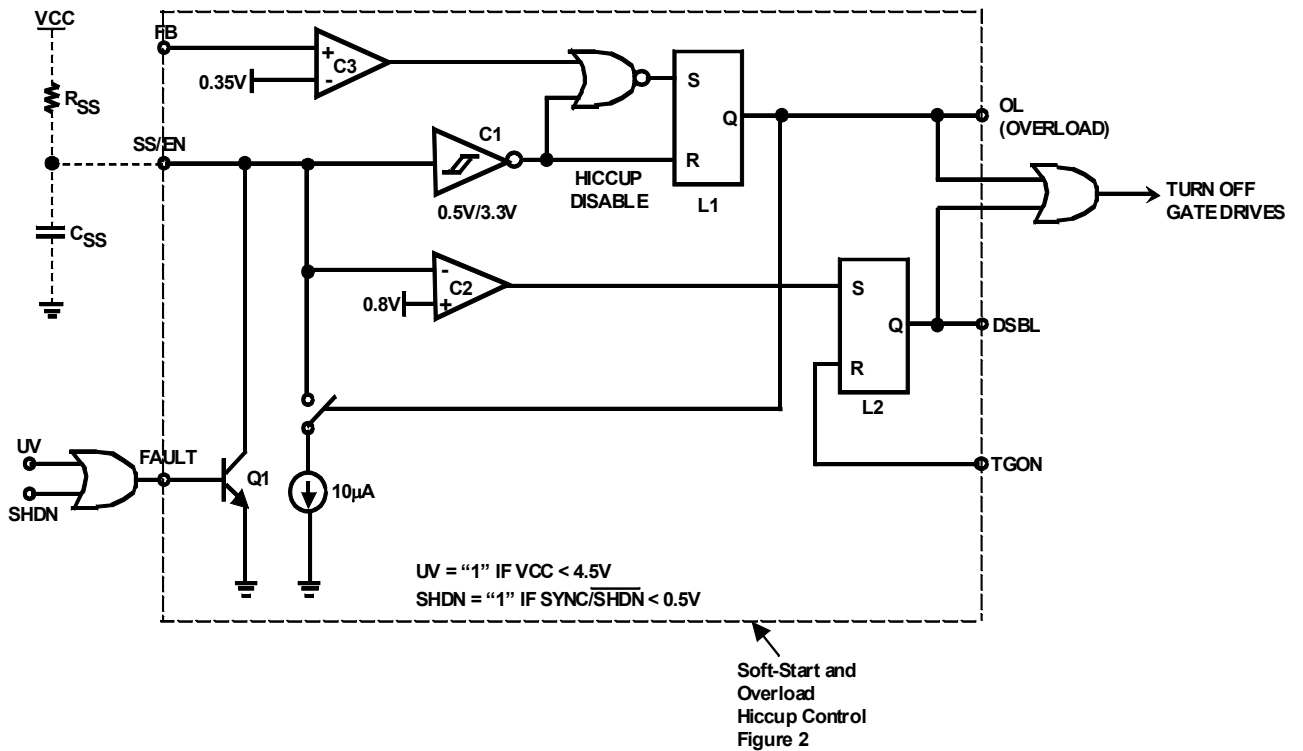 VCC
FB
C3
+
-
0.35V
S
Q
R
L1
OL
(OVERLOAD)
RSS
SS/EN
C1
0.5V/3.3V
HICCUP
DISABLE
TURN OFF
GATE DRIVES
CSS
-
C2
+
0.8V
S
Q
R
L2
DSBL
TGON
UV
SHDN
FAULT
Q1
10µA
UV = “1” IF VCC < 4.5V
SHDN = “1” IF SYNC/SHDN < 0.5V
Soft-Start and
Overload
Hiccup Control
Figure 2